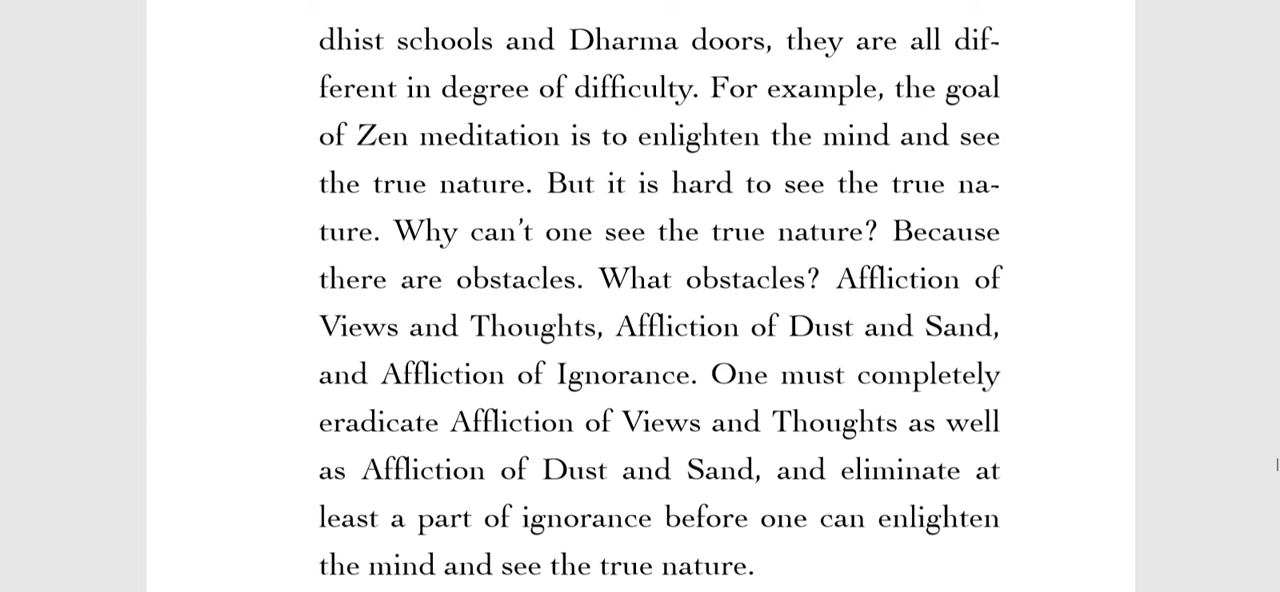 dhist schools and Dharma doors, they are all dif-
ferent in degree of difficulty. For example, the goal
of Zen meditation is to enlighten the mind and see
the true nature. But it is hard to see the true na-
ture. Why can't one see the true nature? Because
there are obstacles. What obstacles? Affliction of
Views and Thoughts, Affliction of Dust and Sand,
and Affliction of Ignorance. One must completely
eradicate Affliction of Views and Thoughts as well
as Affliction of Dust and Sand, and eliminate at
least a part of ignorance before one can enlighten
the mind and see the true nature.